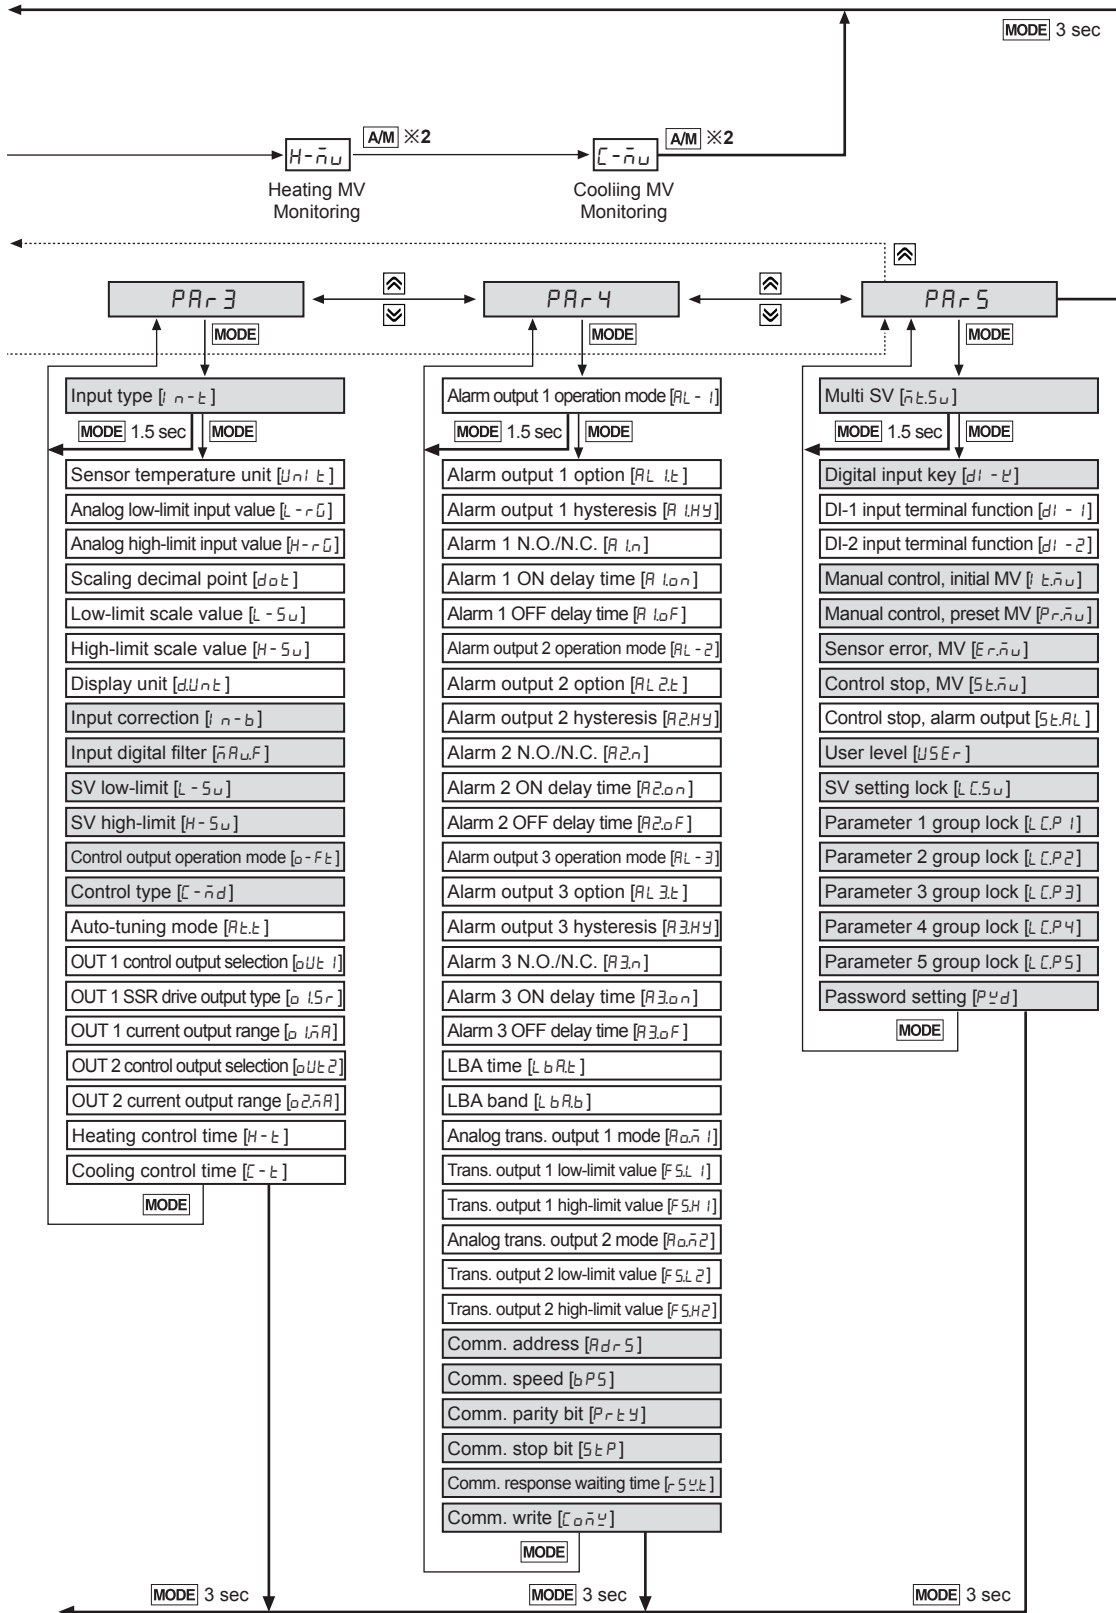 MODE 3 sec
A/M ※2
A/M ※2
H-ñu
C-ñu
Heating MV
Monitoring
Cooliing MV
Monitoring
PAr3
PAr4
PAr5
MODE
MODE
MODE
Input type [In-t]
MODE 1.5 sec
MODE
Sensor temperature unit [UnIt]
Analog low-limit input value [L-rG]
Analog high-limit input value [H-rG]
Scaling decimal point [dot]
Low-limit scale value [L-Su]
High-limit scale value [H-Su]
Display unit [d.Unt]
Input correction [In-b]
Input digital filter [ñAu.F]
SV low-limit [L-Su]
SV high-limit [H-Su]
Control output operation mode [o-Ft]
Control type [C-ñd]
Auto-tuning mode [At.t]
OUT 1 control output selection [oUt1]
OUT 1 SSR drive output type [o1.Sr]
OUT 1 current output range [o1.ñA]
OUT 2 control output selection [oUt2]
OUT 2 current output range [o2.ñA]
Heating control time [H-t]
Cooling control time [C-t]
MODE
MODE 3 sec
Alarm output 1 operation mode [AL-1]
MODE 1.5 sec
MODE
Alarm output 1 option [AL1.t]
Alarm output 1 hysteresis [A1.HY]
Alarm 1 N.O./N.C. [A1.n]
Alarm 1 ON delay time [A1.on]
Alarm 1 OFF delay time [A1.oF]
Alarm output 2 operation mode [AL-2]
Alarm output 2 option [AL2.t]
Alarm output 2 hysteresis [A2.HY]
Alarm 2 N.O./N.C. [A2.n]
Alarm 2 ON delay time [A2.on]
Alarm 2 OFF delay time [A2.oF]
Alarm output 3 operation mode [AL-3]
Alarm output 3 option [AL3.t]
Alarm output 3 hysteresis [A3.HY]
Alarm 3 N.O./N.C. [A3.n]
Alarm 3 ON delay time [A3.on]
Alarm 3 OFF delay time [A3.oF]
LBA time [LbA.t]
LBA band [LbA.b]
Analog trans. output 1 mode [Ao.ñ1]
Trans. output 1 low-limit value [FS.L1]
Trans. output 1 high-limit value [FS.H1]
Analog trans. output 2 mode [Ao.ñ2]
Trans. output 2 low-limit value [FS.L2]
Trans. output 2 high-limit value [FS.H2]
Comm. address [AdrS]
Comm. speed [bPS]
Comm. parity bit [PrtY]
Comm. stop bit [StP]
Comm. response waiting time [rSW.t]
Comm. write [CoñW]
MODE
MODE 3 sec
Multi SV [ñt.Su]
MODE 1.5 sec
MODE
Digital input key [dI-K]
DI-1 input terminal function [dI-1]
DI-2 input terminal function [dI-2]
Manual control, initial MV [It.ñu]
Manual control, preset MV [Pr.ñu]
Sensor error, MV [Er.ñu]
Control stop, MV [St.ñu]
Control stop, alarm output [St.AL]
User level [USEr]
SV setting lock [LC.Su]
Parameter 1 group lock [LC.P1]
Parameter 2 group lock [LC.P2]
Parameter 3 group lock [LC.P3]
Parameter 4 group lock [LC.P4]
Parameter 5 group lock [LC.P5]
Password setting [PWd]
MODE
MODE 3 sec